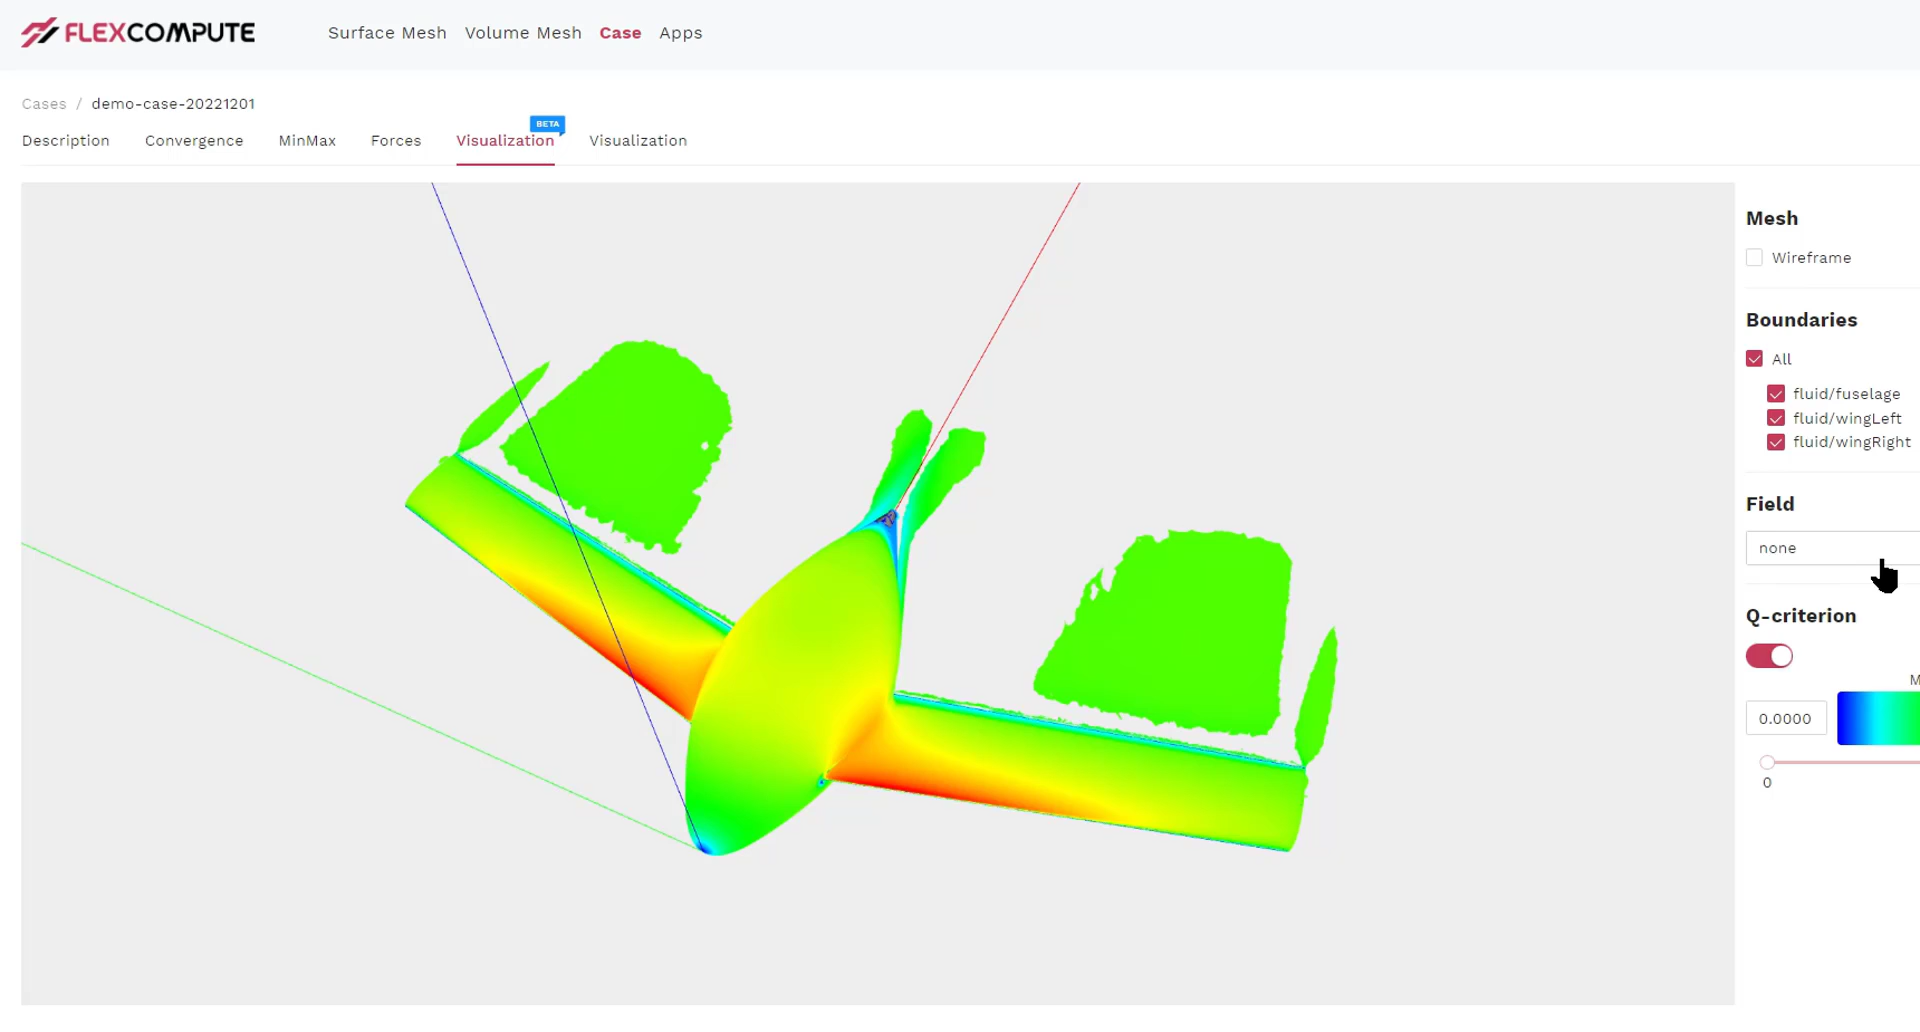 FLEXCOMPUTE
Surface Mesh Volume Mesh Case Apps
Cases / demo-case-20221201
BETA
Description Convergence MinMax Forces Visualization Visualization
Mesh
Wireframe
Boundaries
All
fluid/fuselage
fluid/wingLeft
fluid/wingRight
Field
none
Q-criterion
M
0.0000
0